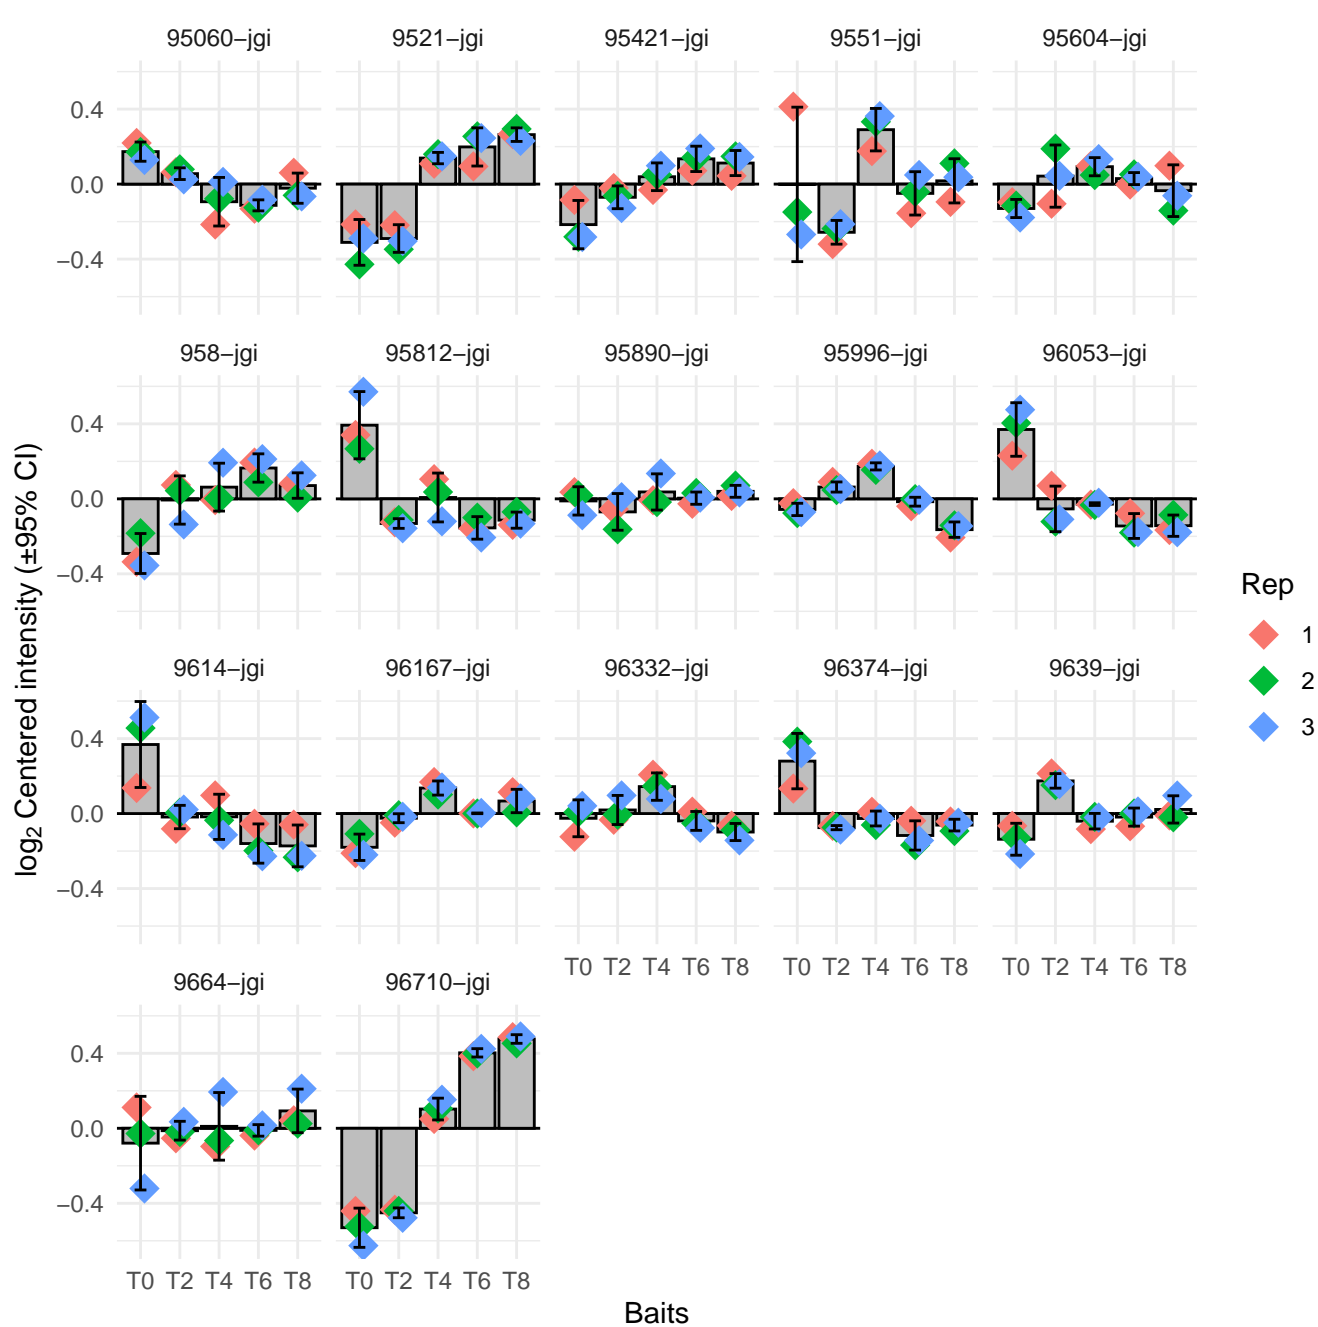 95060−jgi 9521−jgi 95421−jgi 9551−jgi 95604−jgi
0.4
0.0
−0.4
958−jgi 95812−jgi 95890−jgi 95996−jgi 96053−jgi
0.4
0.0
−0.4
9614−jgi 96167−jgi 96332−jgi 96374−jgi 9639−jgi
0.4
0.0
−0.4
T0 T2 T4 T6 T8 T0 T2 T4 T6 T8 T0 T2 T4 T6 T8
9664−jgi 96710−jgi
0.4
0.0
−0.4
T0 T2 T4 T6 T8 T0 T2 T4 T6 T8
Baits
log2 Centered intensity (±95% CI)
Rep
1
2
3